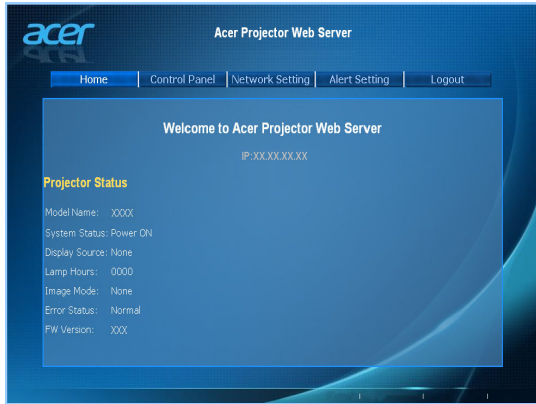 acer
Acer Projector Web Server
Home Control Panel Network Setting Alert Setting Logout
Welcome to Acer Projector Web Server
IP:XX.XX.XX.XX
Projector Status
Model Name: XXXX
System Status: Power ON
Display Source: None
Lamp Hours: 0000
Image Mode: None
Error Status: Normal
FW Version: XXX